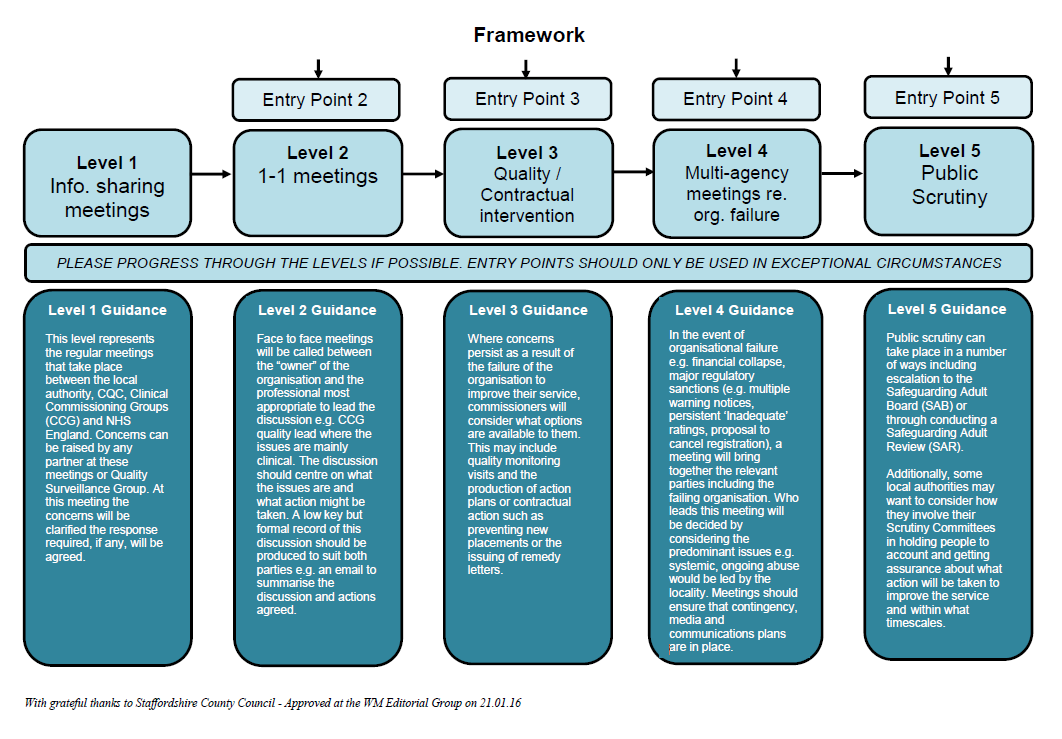 Framework
Entry Point 2
Entry Point 3
Entry Point 4
Entry Point 5
Level 1
Info. sharing
meetings
Level 2
1-1 meetings
Level 3
Quality /
Contractual
intervention
Level 4
Multi-agency
meetings re.
org. failure
Level 5
Public
Scrutiny
PLEASE PROGRESS THROUGH THE LEVELS IF POSSIBLE. ENTRY POINTS SHOULD ONLY BE USED IN EXCEPTIONAL CIRCUMSTANCES
Level 1 Guidance
This level represents
the regular meetings
that take place
between the local
authority, CQC, Clinical
Commissioning Groups
(CCG) and NHS
England. Concerns can
be raised by any
partner at these
meetings or Quality
Surveillance Group. At
this meeting the
concerns will be
clarified the response
required, if any, will be
agreed.
Level 2 Guidance
Face to face meetings
will be called between
the “owner” of the
organisation and the
professional most
appropriate to lead the
discussion e.g. CCG
quality lead where the
issues are mainly
clinical. The discussion
should centre on what
the issues are and
what action might be
taken. A low key but
formal record of this
discussion should be
produced to suit both
parties e.g. an email to
summarise the
discussion and actions
agreed.
Level 3 Guidance
Where concerns
persist as a result of
the failure of the
organisation to
improve their service,
commissioners will
consider what options
are available to them.
This may include
quality monitoring
visits and the
production of action
plans or contractual
action such as
preventing new
placements or the
issuing of remedy
letters.
Level 4 Guidance
In the event of
organisational failure
e.g. financial collapse,
major regulatory
sanctions (e.g. multiple
warning notices,
persistent ‘Inadequate’
ratings, proposal to
cancel registration), a
meeting will bring
together the relevant
parties including the
failing organisation. Who
leads this meeting will
be decided by
considering the
predominant issues e.g.
systemic, ongoing abuse
would be led by the
locality. Meetings should
ensure that contingency,
media and
communications plans
are in place.
Level 5 Guidance
Public scrutiny can
take place in a number
of ways including
escalation to the
Safeguarding Adult
Board (SAB) or
through conducting a
Safeguarding Adult
Review (SAR).
Additionally, some
local authorities may
want to consider how
they involve their
Scrutiny Committees
in holding people to
account and getting
assurance about what
action will be taken to
improve the service
and within what
timescales.
With grateful thanks to Staffordshire County Council - Approved at the WM Editorial Group on 21.01.16